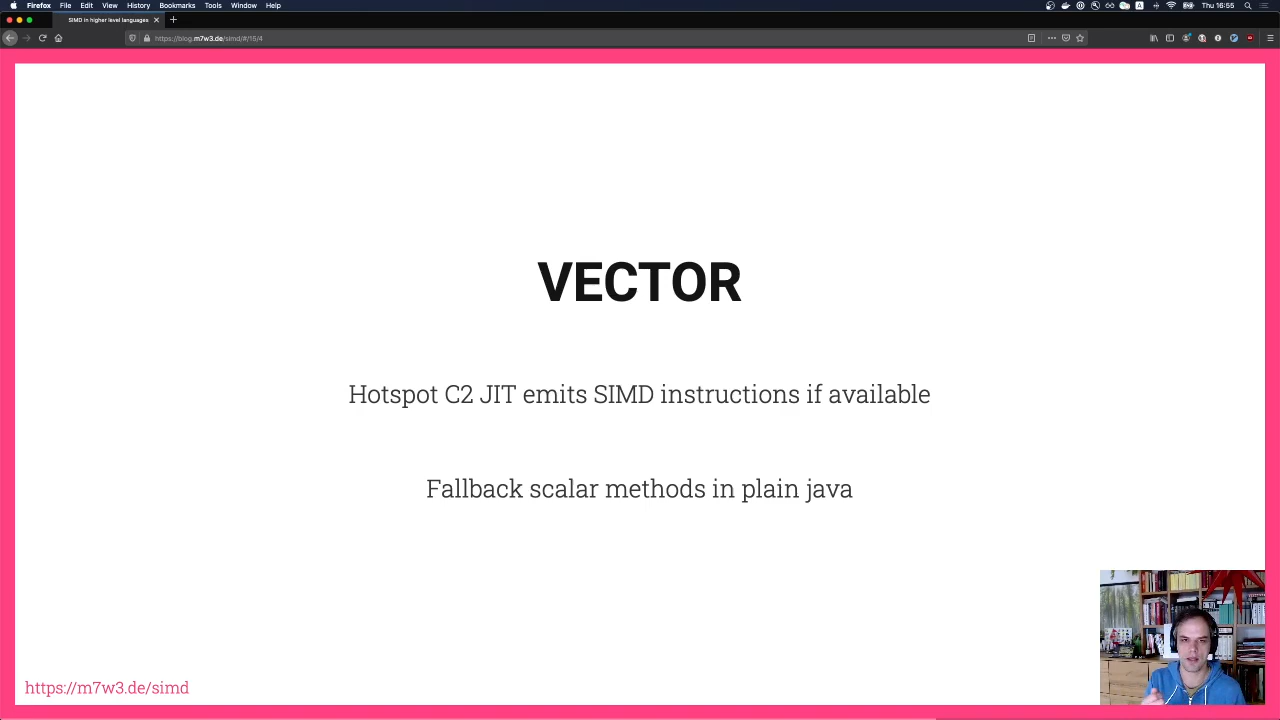 Firefox File Edit View History Bookmarks Tools Window Help
Thu 16:55
SIMD in higher level languages
https://blog.m7w3.de/simd/#/15/4
VECTOR
Hotspot C2 JIT emits SIMD instructions if available
Fallback scalar methods in plain java
https://m7w3.de/simd